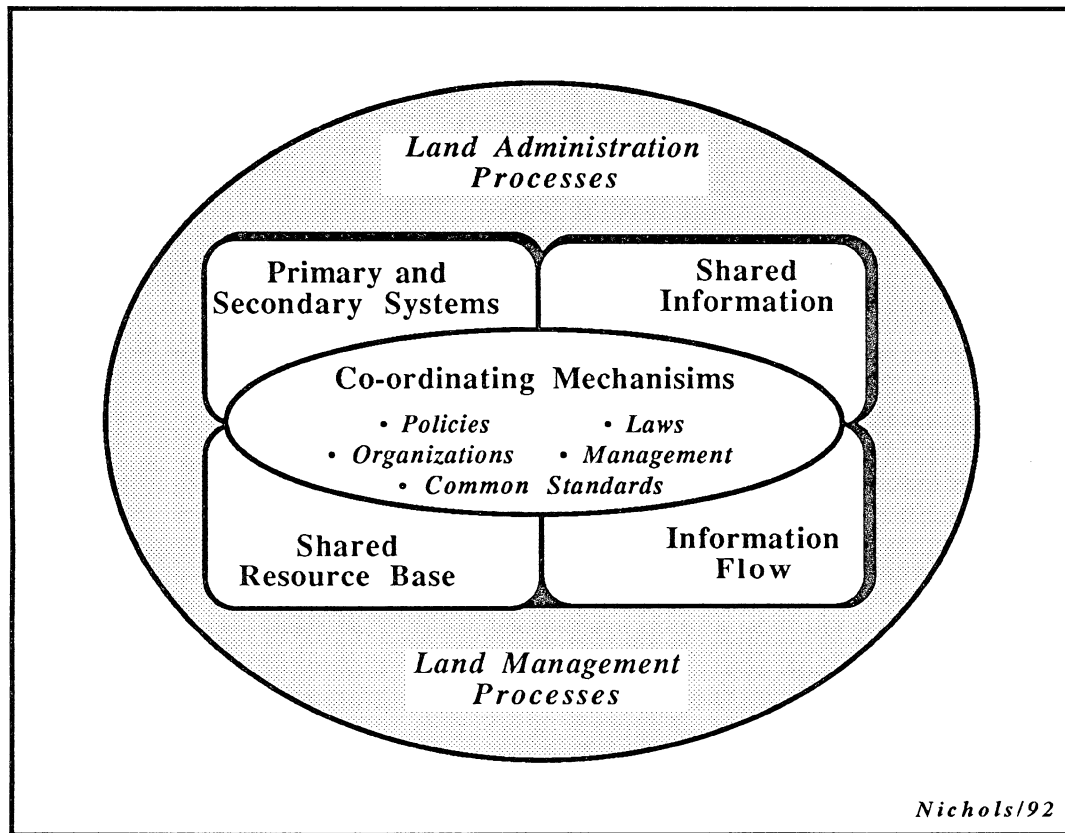 Land Administration
Processes
Primary and
Secondary Systems
Shared
Information
Co-ordinating Mechanisims
• Policies • Laws
• Organizations • Management
• Common Standards
Shared
Resource Base
Information
Flow
Land Management
Processes
Nichols/92